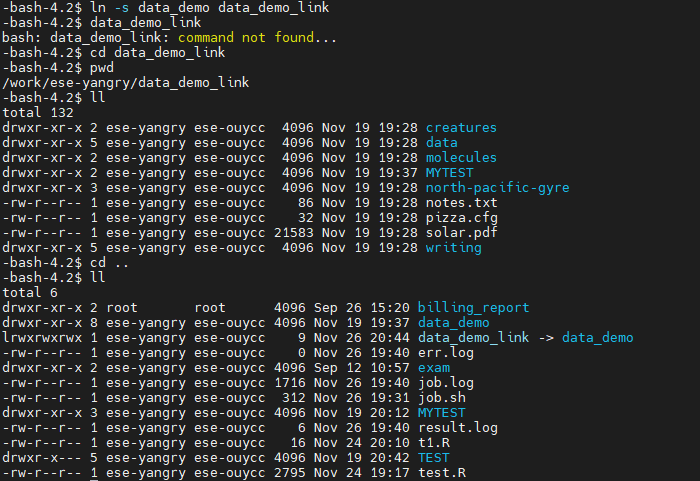 -bash-4.2$ ln -s data_demo data_demo_link
-bash-4.2$ data_demo_link
bash: data_demo_link: command not found...
-bash-4.2$ cd data_demo_link
-bash-4.2$ pwd
/work/ese-yangry/data_demo_link
-bash-4.2$ ll
total 132
drwxr-xr-x 2 ese-yangry ese-ouycc  4096 Nov 19 19:28 creatures
drwxr-xr-x 5 ese-yangry ese-ouycc  4096 Nov 19 19:28 data
drwxr-xr-x 2 ese-yangry ese-ouycc  4096 Nov 19 19:28 molecules
drwxr-xr-x 2 ese-yangry ese-ouycc  4096 Nov 19 19:37 MYTEST
drwxr-xr-x 3 ese-yangry ese-ouycc  4096 Nov 19 19:28 north-pacific-gyre
-rw-r--r-- 1 ese-yangry ese-ouycc    86 Nov 19 19:28 notes.txt
-rw-r--r-- 1 ese-yangry ese-ouycc    32 Nov 19 19:28 pizza.cfg
-rw-r--r-- 1 ese-yangry ese-ouycc 21583 Nov 19 19:28 solar.pdf
drwxr-xr-x 5 ese-yangry ese-ouycc  4096 Nov 19 19:28 writing
-bash-4.2$ cd ..
-bash-4.2$ ll
total 6
drwxr-xr-x 2 root       root      4096 Sep 26 15:20 billing_report
drwxr-xr-x 8 ese-yangry ese-ouycc 4096 Nov 19 19:37 data_demo
lrwxrwxrwx 1 ese-yangry ese-ouycc    9 Nov 26 20:44 data_demo_link -> data_demo
-rw-r--r-- 1 ese-yangry ese-ouycc    0 Nov 26 19:40 err.log
drwxr-xr-x 2 ese-yangry ese-ouycc 4096 Sep 12 10:57 exam
-rw-r--r-- 1 ese-yangry ese-ouycc 1716 Nov 26 19:40 job.log
-rw-r--r-- 1 ese-yangry ese-ouycc  312 Nov 26 19:31 job.sh
drwxr-xr-x 3 ese-yangry ese-ouycc 4096 Nov 19 20:12 MYTEST
-rw-r--r-- 1 ese-yangry ese-ouycc    6 Nov 26 19:40 result.log
-rw-r--r-- 1 ese-yangry ese-ouycc   16 Nov 24 20:10 t1.R
drwxr-x--- 5 ese-yangry ese-ouycc 4096 Nov 19 20:42 TEST
-rw-r--r-- 1 ese-yangry ese-ouycc 2795 Nov 24 19:17 test.R